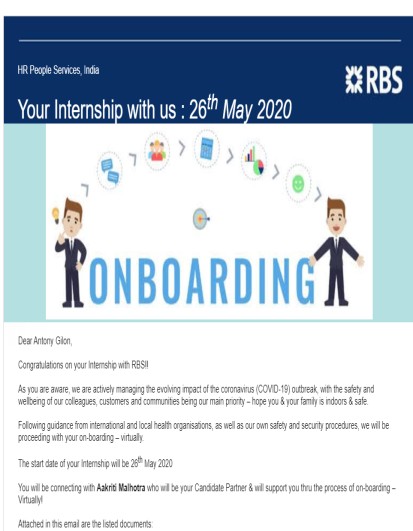 HR People Services, India
RBS
Your Internship with us : 26th May 2020
ONBOARDING
Dear Antony Gilon,
Congratulations on your Internship with RBS!!
As you are aware, we are actively managing the evolving impact of the coronavirus (COVID-19) outbreak, with the safety and
wellbeing of our colleagues, customers and communities being our main priority – hope you & your family is indoors & safe.
Following guidance from international and local health organisations, as well as our own safety and security procedures, we will be
proceeding with your on-boarding – virtually.
The start date of your Internship will be 26th May 2020
You will be connecting with Aakriti Malhotra who will be your Candidate Partner & will support you thru the process of on-boarding –
Virtually!
Attached in this email are the listed documents: